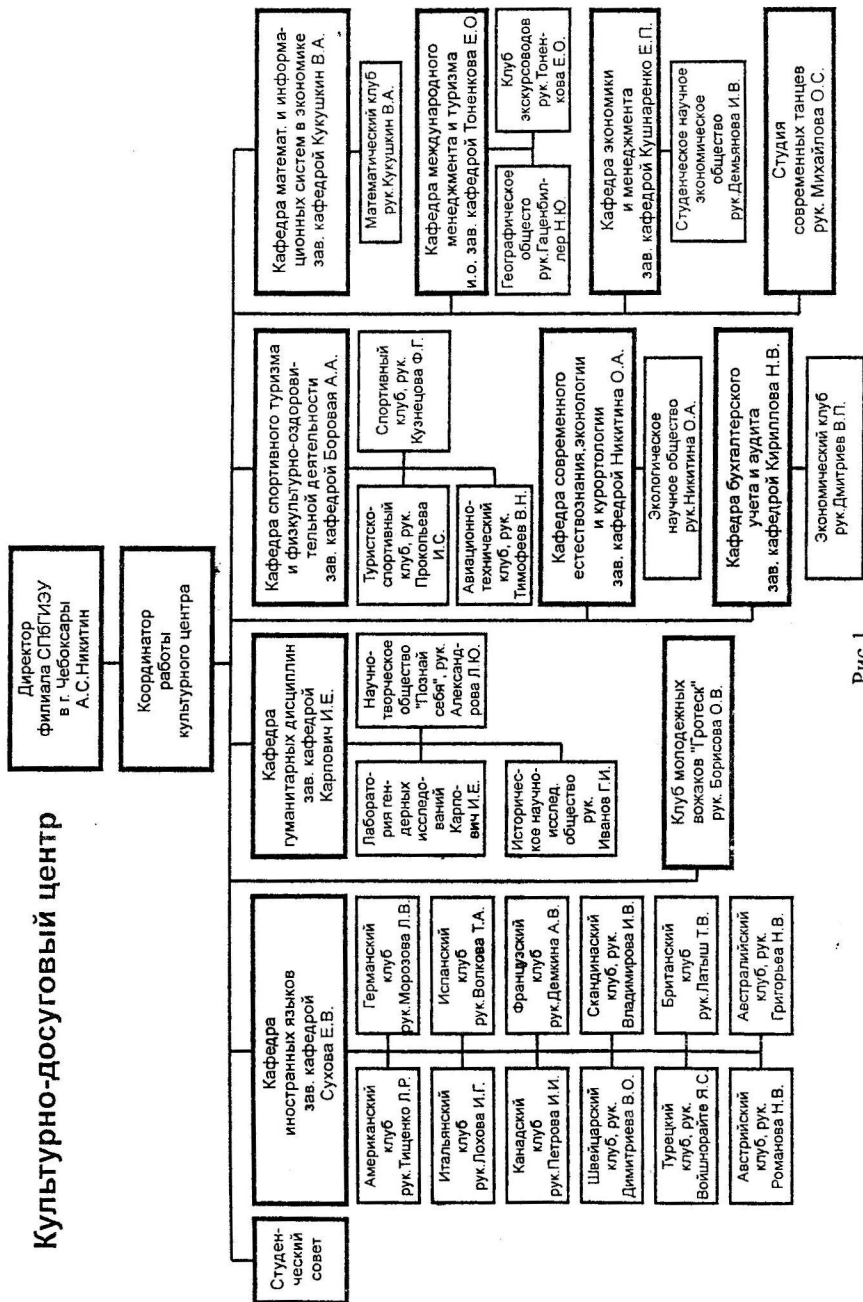 Культурно-досуговый центр
Директор
филиала СПбГИЭУ
в г. Чебоксары
А.С.Никитин
Координатор
работы
культурного центра
Студен-
ческий
совет
Кафедра
иностранных языков
зав. кафедрой
Сухова Е.В.
Американский
клуб
рук.Тищенко Л.Р.
Германский
клуб
рук.Морозова Л.В.
Итальянский
клуб
рук.Лохова И.Г.
Испанский
клуб
рук.Волкова Т.А.
Канадский
клуб
рук.Петрова И.И.
Французский
клуб
рук.Демкина А.В.
Швейцарский
клуб, рук.
Димитриева В.О.
Скандинаский
клуб, рук.
Владимирова И.В.
Турецкий
клуб, рук.
Войшнорайте Я.С.
Британский
клуб
рук.Латыш Т.В.
Австрийский
клуб, рук.
Романова Н.В.
Австралийский
клуб, рук.
Григорьеа Н.В.
Кафедра
гуманитарных дисциплин
зав. кафедрой
Карпович И.Е.
Лаборато-
рия ген-
дерных
исследо-
ваний
Карпо-
вич И.Е.
Научно-
творческое
общество
"Познай
себя", рук.
Александ-
рова Л.Ю.
Историчес-
кое научно-
исслед.
общество
рук.
Иванов Г.И.
Клуб молодежных
вожаков "Гротеск"
рук. Борисова О.В.
Кафедра спортивного туризма
и физкультурно-оздорови-
тельной деятельности
зав. кафедрой Боровая А.А.
Туристско-
спортивный
клуб, рук.
Прокопьева
И.С.
Спортивный
клуб, рук.
Кузнецова Ф.Г.
Авиационно-
технический
клуб, рук.
Тимофеев В.Н.
Кафедра современного
естествознания,эконологии
и курортологии
зав. кафедрой Никитина О.А.
Экологическое
научное общество
рук.Никитина О.А.
Кафедра бухгалтерского
учета и аудита
зав. кафедрой Кириллова Н.В.
Экономический клуб
рук.Дмитриев В.П.
Кафедра математ. и информа-
ционных систем в экономике
зав. кафедрой Кукушкин В.А.
Математический клуб
рук.Кукушкин В.А.
Кафедра международного
менеджмента и туризма
и.о. зав. кафедрой Тоненкова Е.О.
Географическое
общесто
рук.Гаценбил-
лер Н.Ю.
Клуб
экскурсоводов
рук.Тонен-
кова Е.О.
Кафедра экономики
и менеджмента
зав. кафедрой Кушнаренко Е.П.
Студенческое научное
экономическое
общество
рук.Демьянова И.В.
Студия
современных танцев
рук. Михайлова О.С.
Рис.1